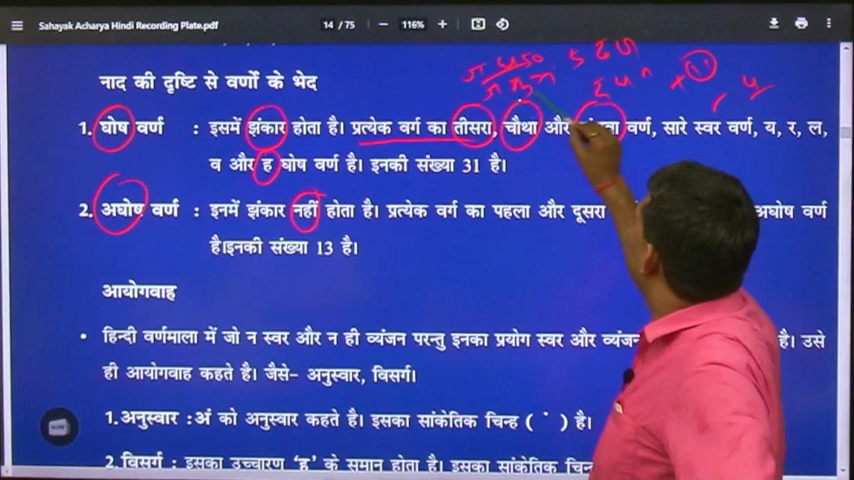 Sahayak Acharya Hindi Recording Plate.pdf
14 / 75
116%
नाद की दृष्टि से वर्णों के भेद
1. घोष वर्ण : इसमें झंकार होता है। प्रत्येक वर्ग का तीसरा, चौथा और वर्ण, सारे स्वर वर्ण, य, र, ल,
व और ह घोष वर्ण है। इनकी संख्या 31 है।
2. अघोष वर्ण : इनमें झंकार नहीं होता है। प्रत्येक वर्ग का पहला और दूसरा अघोष वर्ण
है।इनकी संख्या 13 है।
आयोगवाह
• हिन्दी वर्णमाला में जो न स्वर और न ही व्यंजन परन्तु इनका प्रयोग स्वर और व्यंजन है। उसे
ही आयोगवाह कहते है। जैसे– अनुस्वार, विसर्ग।
1. अनुस्वार : अं को अनुस्वार कहते है। इसका सांकेतिक चिन्ह ( ं ) है।
2. विसर्ग : इसका उच्चारण ‘ह’ के समान होता है। इसका सांकेतिक